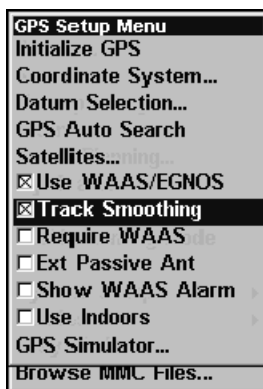 GPS Setup Menu
Initialize GPS
Coordinate System...
Datum Selection...
GPS Auto Search
Satellites...
Use WAAS/EGNOS
Track Smoothing
Require WAAS
Ext Passive Ant
Show WAAS Alarm
Use Indoors
GPS Simulator...
Browse MMC Files...